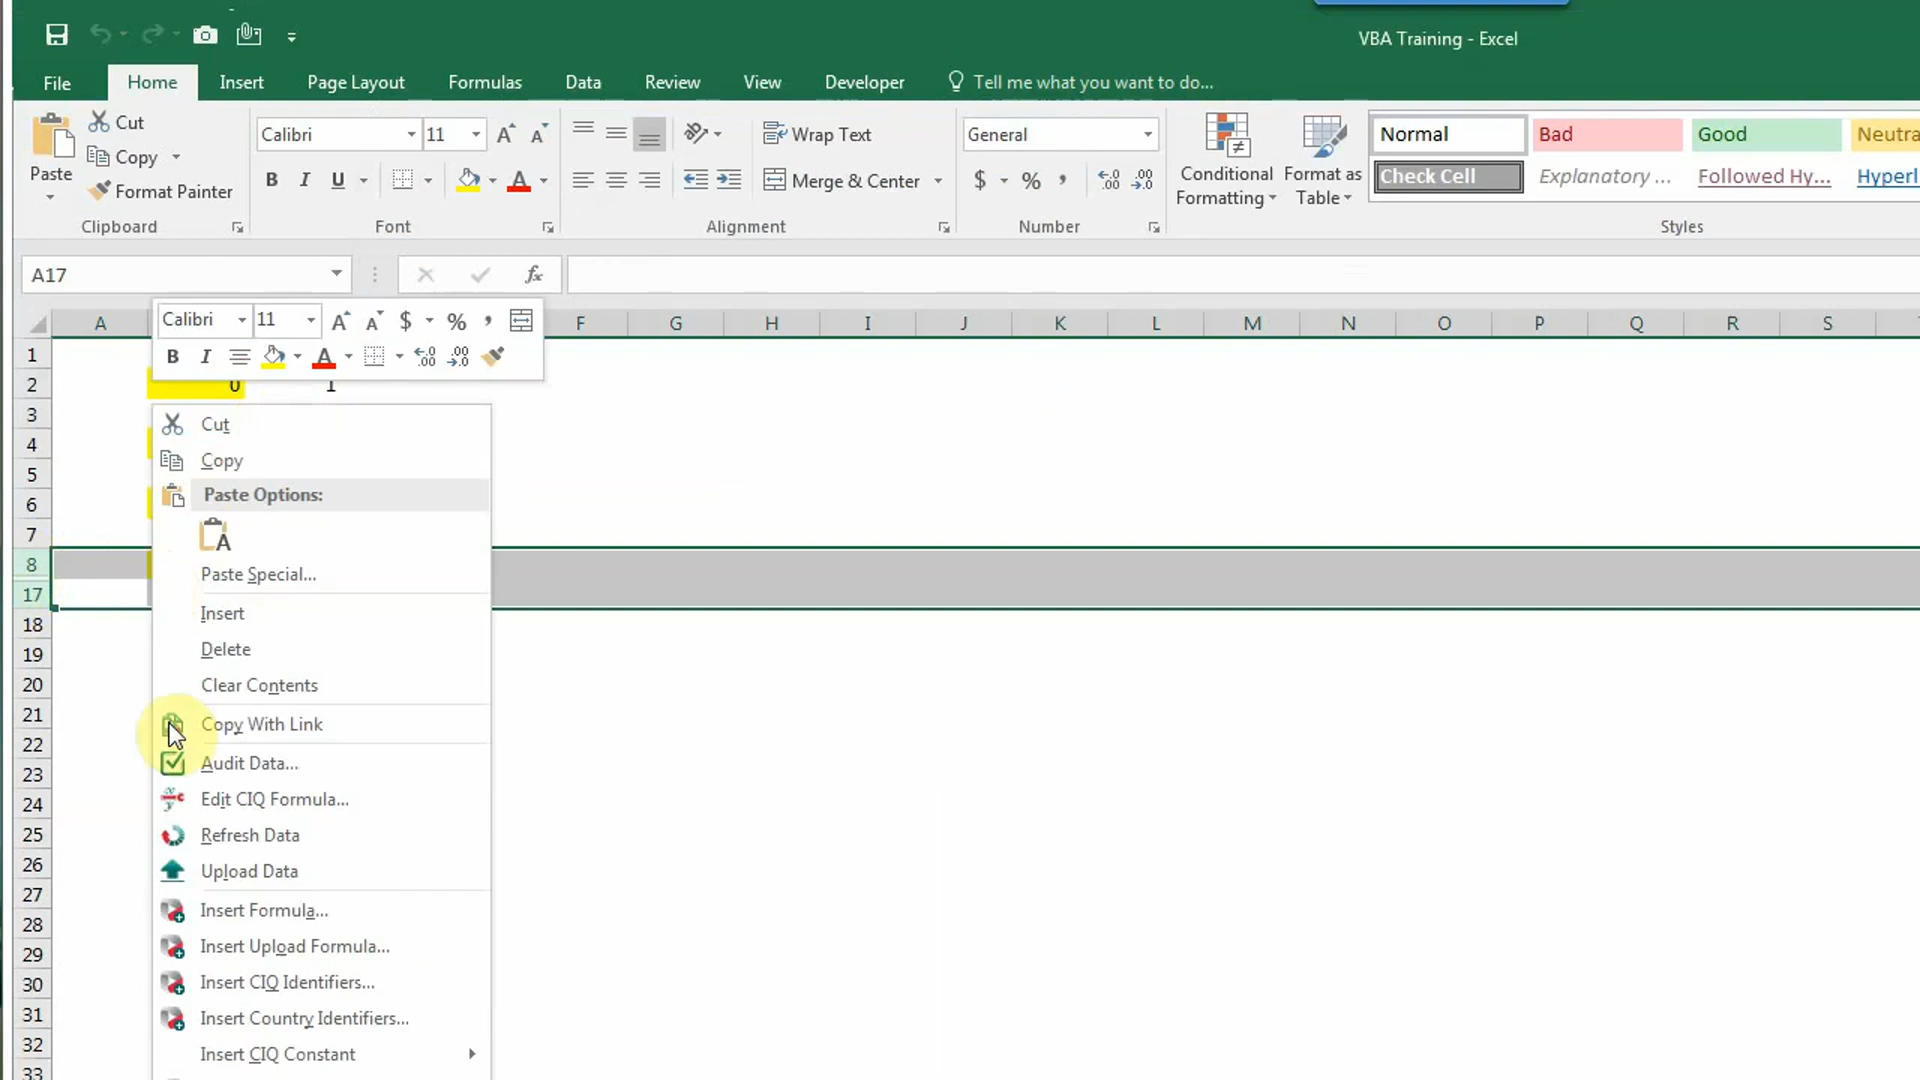 VBA Training - Excel
File Home Insert Page Layout Formulas Data Review View Developer Tell me what you want to do...
Paste
Cut
Copy
Format Painter
Clipboard
Calibri 11
B I U
Font
Wrap Text
Merge & Center
Alignment
General
$ % ,
Number
Conditional Formatting
Format as Table
Normal Bad Good Neutra
Check Cell Explanatory ... Followed Hy... Hyperl
Styles
A17 fx
Calibri 11 $ % ,
B I A
A F G H I J K L M N O P Q R S
1
2 0 1
3
4
5
6
7
8
17
18
19
20
21
22
23
24
25
26
27
28
29
30
31
32
33
Cut
Copy
Paste Options:
Paste Special...
Insert
Delete
Clear Contents
Copy With Link
Audit Data...
Edit CIQ Formula...
Refresh Data
Upload Data
Insert Formula...
Insert Upload Formula...
Insert CIQ Identifiers...
Insert Country Identifiers...
Insert CIQ Constant